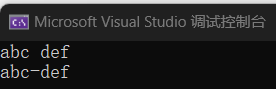 Microsoft Visual Studio 调试控制台
abc def
abc-def